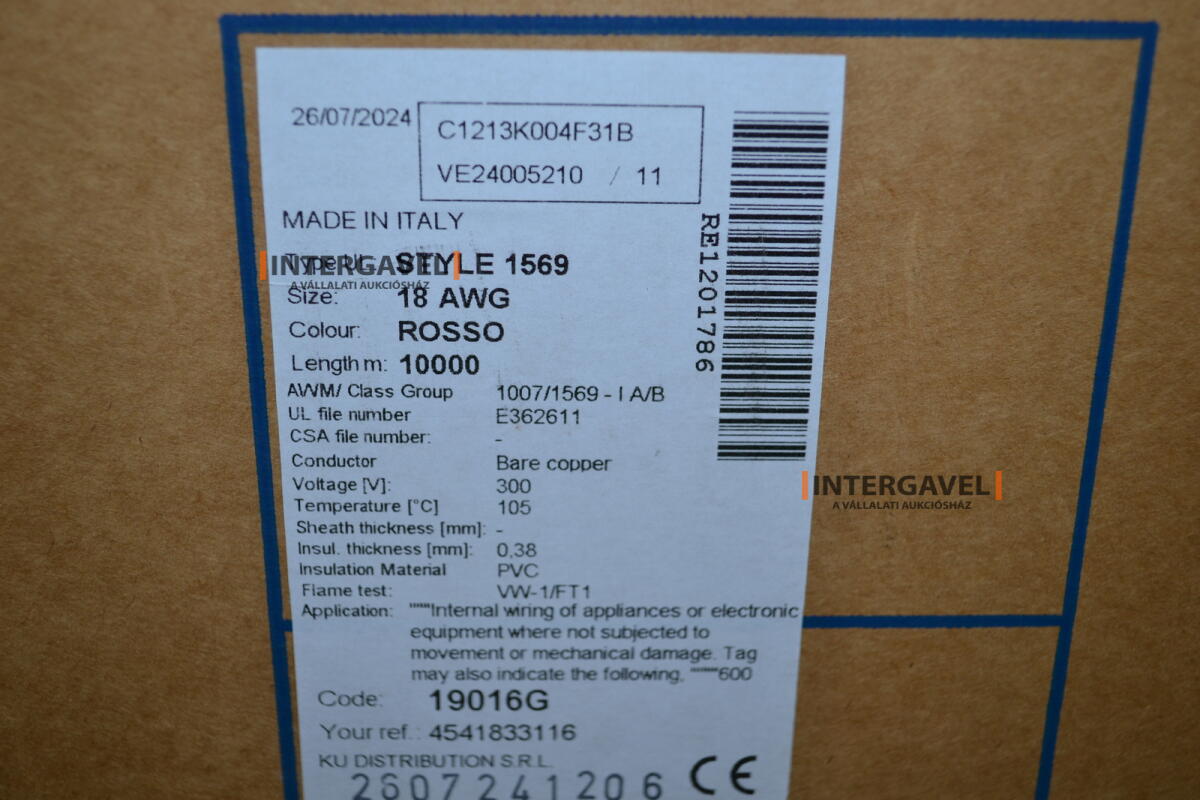 26/07/2024
C1213K004F31B
VE24005210 / 11
MADE IN ITALY
Type UL: STYLE 1569
Size: 18 AWG
Colour: ROSSO
Length m: 10000
AWM/ Class Group 1007/1569 - I A/B
UL file number E362611
CSA file number: -
Conductor Bare copper
Voltage [V]: 300
Temperature [°C] 105
Sheath thickness [mm]: -
Insul. thickness [mm]: 0,38
Insulation Material PVC
Flame test: VW-1/FT1
Application: """"Internal wiring of appliances or electronic
equipment where not subjected to
movement or mechanical damage. Tag
may also indicate the following, """"600
Code: 19016G
Your ref.: 4541833116
KU DISTRIBUTION S.R.L.
2607241206 CE
RE1201786
INTERGAVEL
A VÁLLALATI AUKCIÓSHÁZ
INTERGAVEL
A VÁLLALATI AUKCIÓSHÁZ